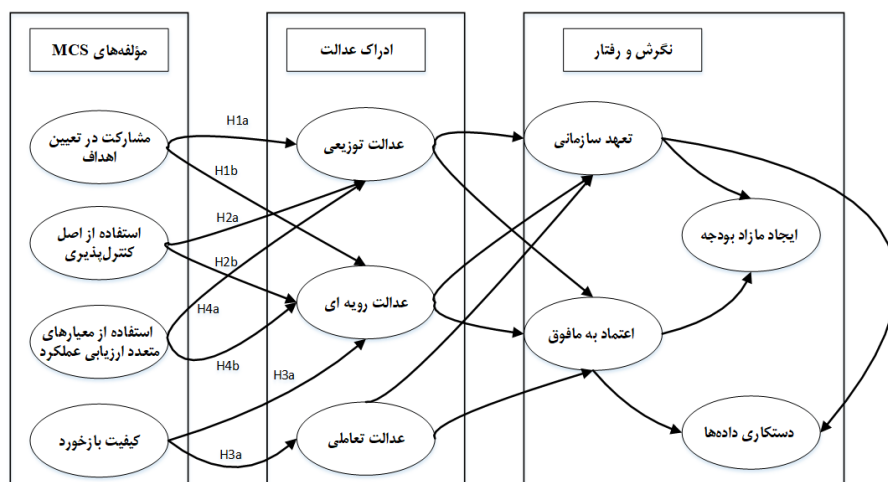 مؤلفه‌های MCS
ادراک عدالت
نگرش و رفتار
مشارکت در تعیین
اهداف
استفاده از اصل
کنترل‌پذیری
استفاده از معیارهای
متعدد ارزیابی عملکرد
کیفیت بازخورد
H1a
H1b
H2a
H2b
H4a
H4b
H3a
H3a
عدالت توزیعی
عدالت رویه ای
عدالت تعاملی
تعهد سازمانی
اعتماد به مافوق
ایجاد مازاد بودجه
دستکاری داده‌ها